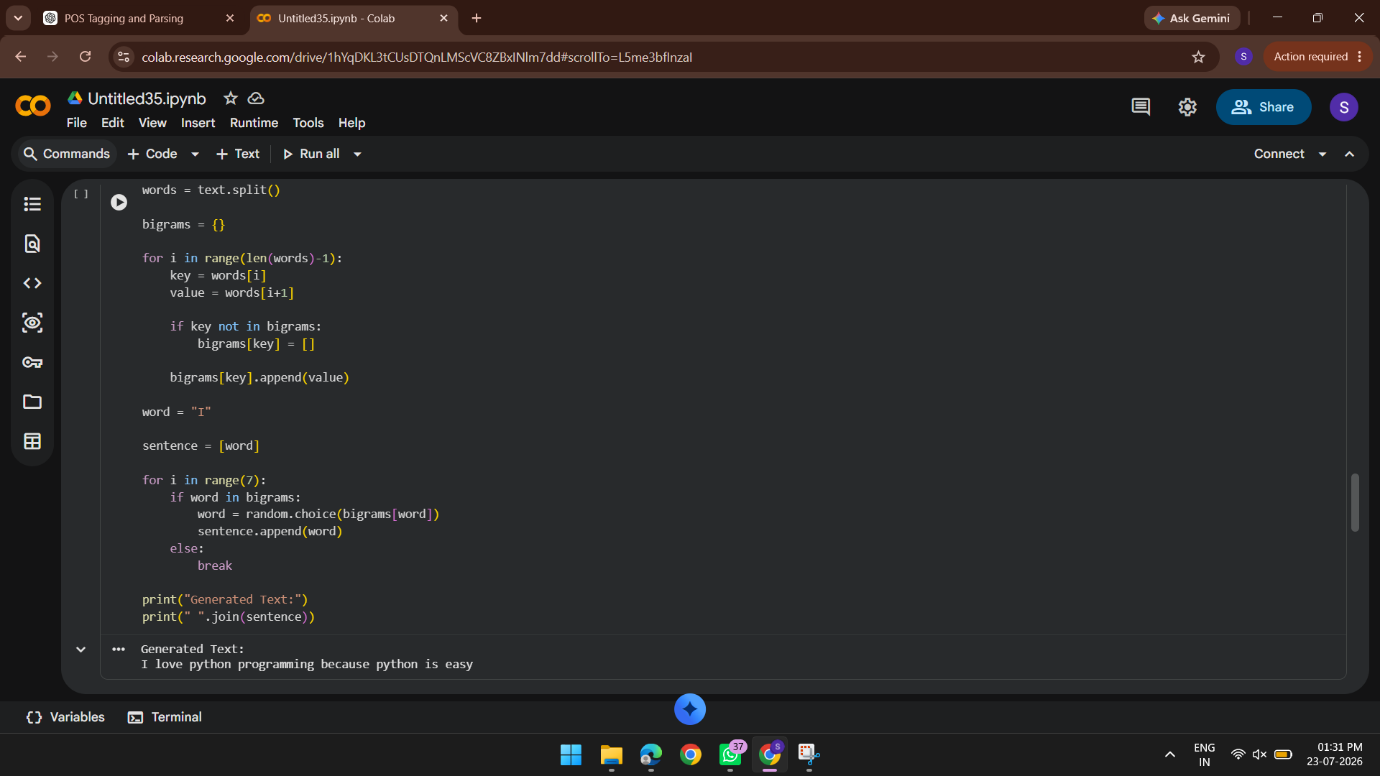 POS Tagging and Parsing
Untitled35.ipynb - Colab
Ask Gemini
colab.research.google.com/drive/1hYqDKL3tCUsDTQnLMScVC8ZBxINlm7dd#scrollTo=L5me3bflnzal
S
Action required
Untitled35.ipynb
File Edit View Insert Runtime Tools Help
Share
S
Commands + Code + Text Run all
Connect
[ ]
words = text.split()
bigrams = {}
for i in range(len(words)-1):
    key = words[i]
    value = words[i+1]
    if key not in bigrams:
        bigrams[key] = []
    bigrams[key].append(value)
word = "I"
sentence = [word]
for i in range(7):
    if word in bigrams:
        word = random.choice(bigrams[word])
        sentence.append(word)
    else:
        break
print("Generated Text:")
print(" ".join(sentence))
Generated Text:
I love python programming because python is easy
{} Variables Terminal
37
S
ENG
IN
01:31 PM
23-07-2026